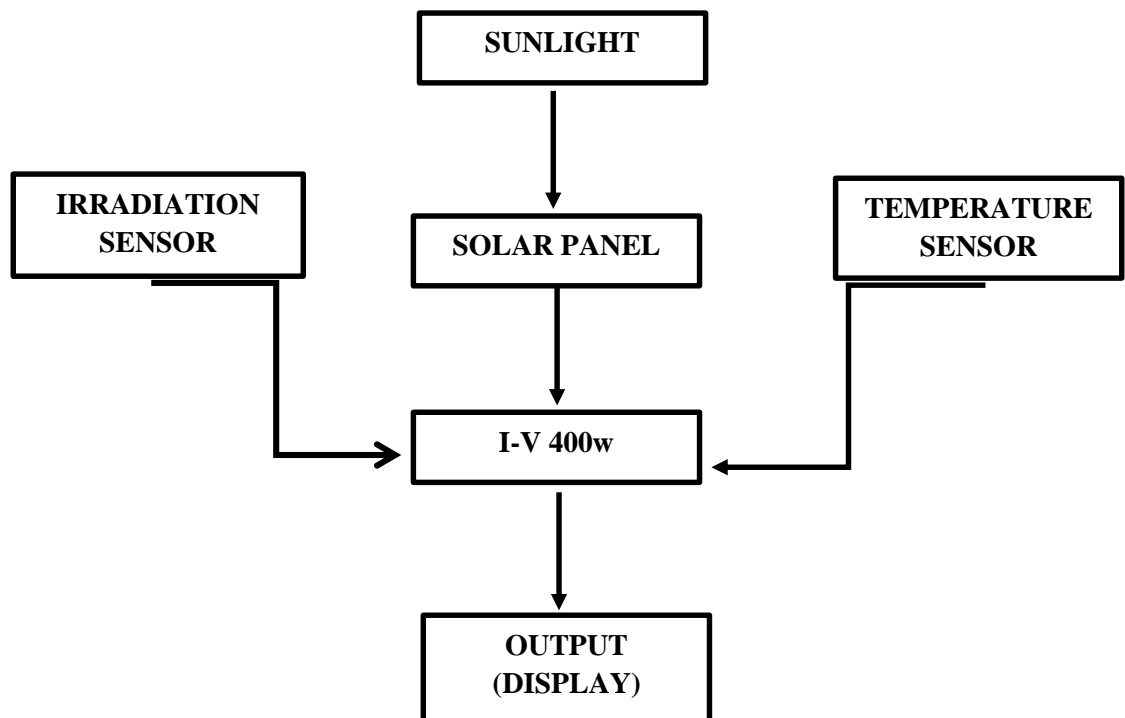 SUNLIGHT
IRRADIATION
SENSOR
SOLAR PANEL
TEMPERATURE
SENSOR
I-V 400w
OUTPUT
(DISPLAY)